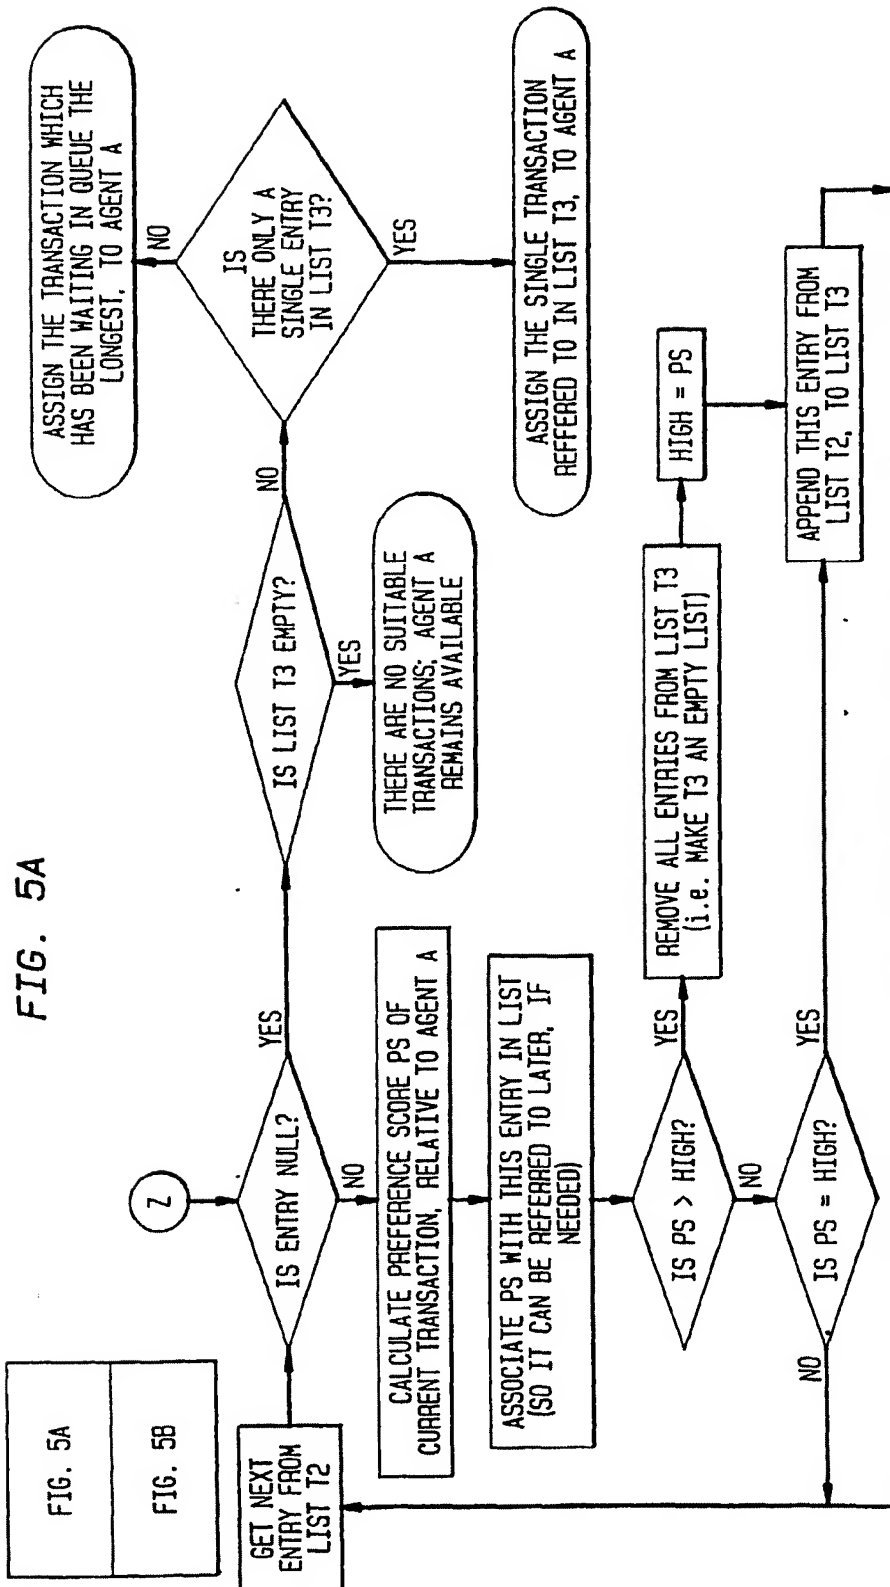 FIG. 5A
FIG. 5A
FIG. 5B
Z
GET NEXT
ENTRY FROM
LIST T2
IS ENTRY NULL?
YES
NO
IS LIST T3 EMPTY?
NO
YES
IS
THERE ONLY A
SINGLE ENTRY
IN LIST T3?
NO
YES
ASSIGN THE TRANSACTION WHICH
HAS BEEN WAITING IN QUEUE THE
LONGEST, TO AGENT A
ASSIGN THE SINGLE TRANSACTION
REFFERED TO IN LIST T3, TO AGENT A
THERE ARE NO SUITABLE
TRANSACTIONS; AGENT A
REMAINS AVAILABLE
CALCULATE PREFERENCE SCORE PS OF
CURRENT TRANSACTION, RELATIVE TO AGENT A
ASSOCIATE PS WITH THIS ENTRY IN LIST
(SO IT CAN BE REFERRED TO LATER, IF
NEEDED)
IS PS > HIGH?
YES
NO
REMOVE ALL ENTRIES FROM LIST T3
(i.e. MAKE T3 AN EMPTY LIST)
HIGH = PS
IS PS = HIGH?
YES
NO
APPEND THIS ENTRY FROM
LIST T2, TO LIST T3